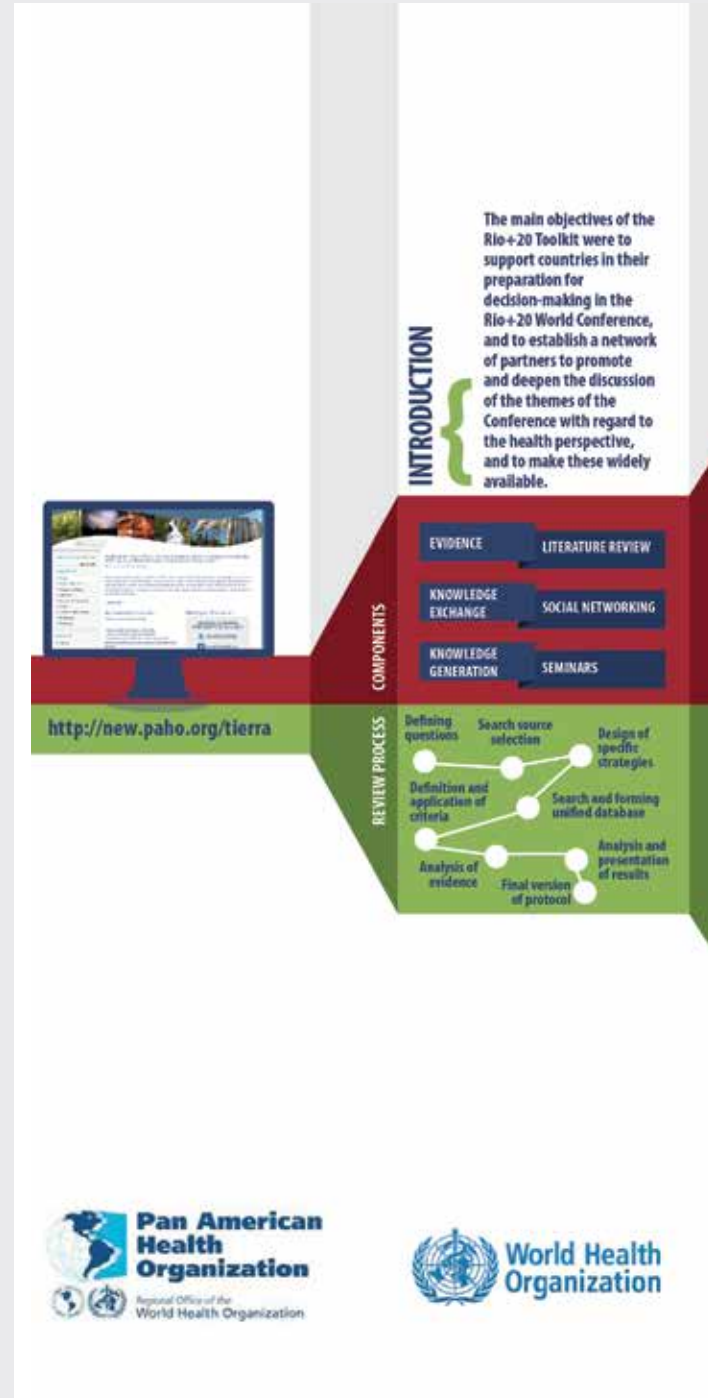 The main objectives of the
Rio+20 Toolkit were to
support countries in their
preparation for
decision-making in the
Rio+20 World Conference,
and to establish a network
of partners to promote
and deepen the discussion
of the themes of the
Conference with regard to
the health perspective,
and to make these widely
available.
INTRODUCTION
COMPONENTS
EVIDENCE
LITERATURE REVIEW
KNOWLEDGE
EXCHANGE
SOCIAL NETWORKING
KNOWLEDGE
GENERATION
SEMINARS
http://new.paho.org/tierra
REVIEW PROCESS
Defining
questions
Search source
selection
Design of
specific
strategies
Definition and
application of
criteria
Search and forming
unified database
Analysis of
evidence
Final version
of protocol
Analysis and
presentation
of results
Pan American
Health
Organization
Regional Office of the
World Health Organization
World Health
Organization